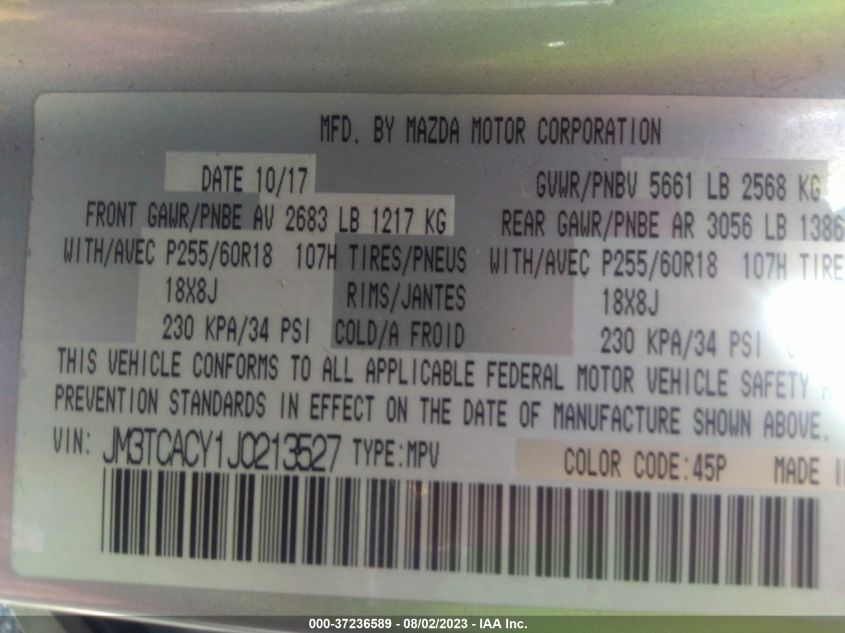 MFD. BY MAZDA MOTOR CORPORATION
DATE 10/17 GVWR/PNBV 5661 LB 2568 KG
FRONT GAWR/PNBE AV 2683 LB 1217 KG REAR GAWR/PNBE AR 3056 LB 1386
WITH/AVEC P255/60R18 107H TIRES/PNEUS WITH/AVEC P255/60R18 107H TIRE
18X8J RIMS/JANTES 18X8J
230 KPA/34 PSI COLD/A FROID 230 KPA/34 PSI
THIS VEHICLE CONFORMS TO ALL APPLICABLE FEDERAL MOTOR VEHICLE SAFETY
PREVENTION STANDARDS IN EFFECT ON THE DATE OF MANUFACTURE SHOWN ABOVE.
VIN: JM3TCACY1J0213527 TYPE:MPV COLOR CODE:45P MADE
000-37236589 — 08/02/2023 — IAA Inc.